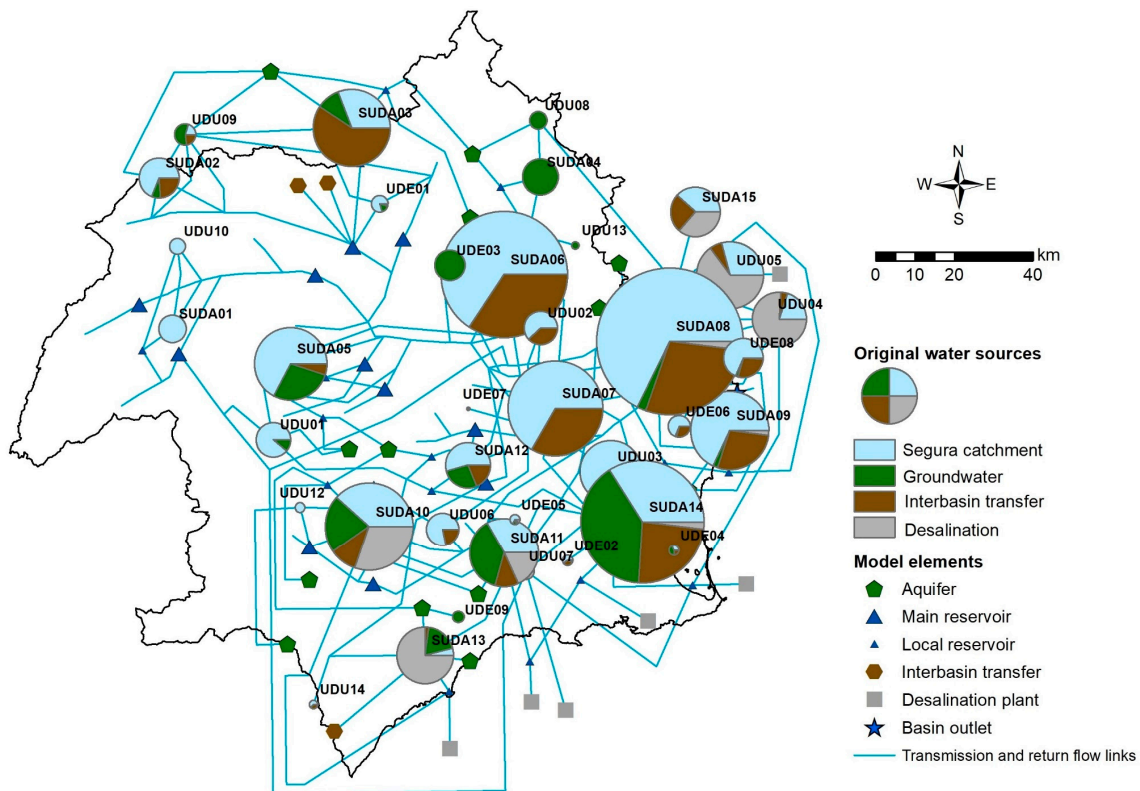 UDU09
SUDA03
UDU08
SUDA02
SUDA04
UDE01
N
W
E
S
SUDA15
UDU10
UDU13
UDE03
SUDA06
UDU05
km
0
10
20
40
UDU04
SUDA01
UDU02
SUDA08
SUDA05
UDE08
Original water sources
UDE07
SUDA07
UDE06
SUDA09
UDU01
SUDA12
UDU03
Segura catchment
Groundwater
Interbasin transfer
Desalination
UDU12
SUDA10
UDU06
UDE05
SUDA14
SUDA11
UDU07
UDE02
UDE04
Model elements
Aquifer
Main reservoir
Local reservoir
Interbasin transfer
Desalination plant
Basin outlet
Transmission and return flow links
UDE09
SUDA13
UDU14